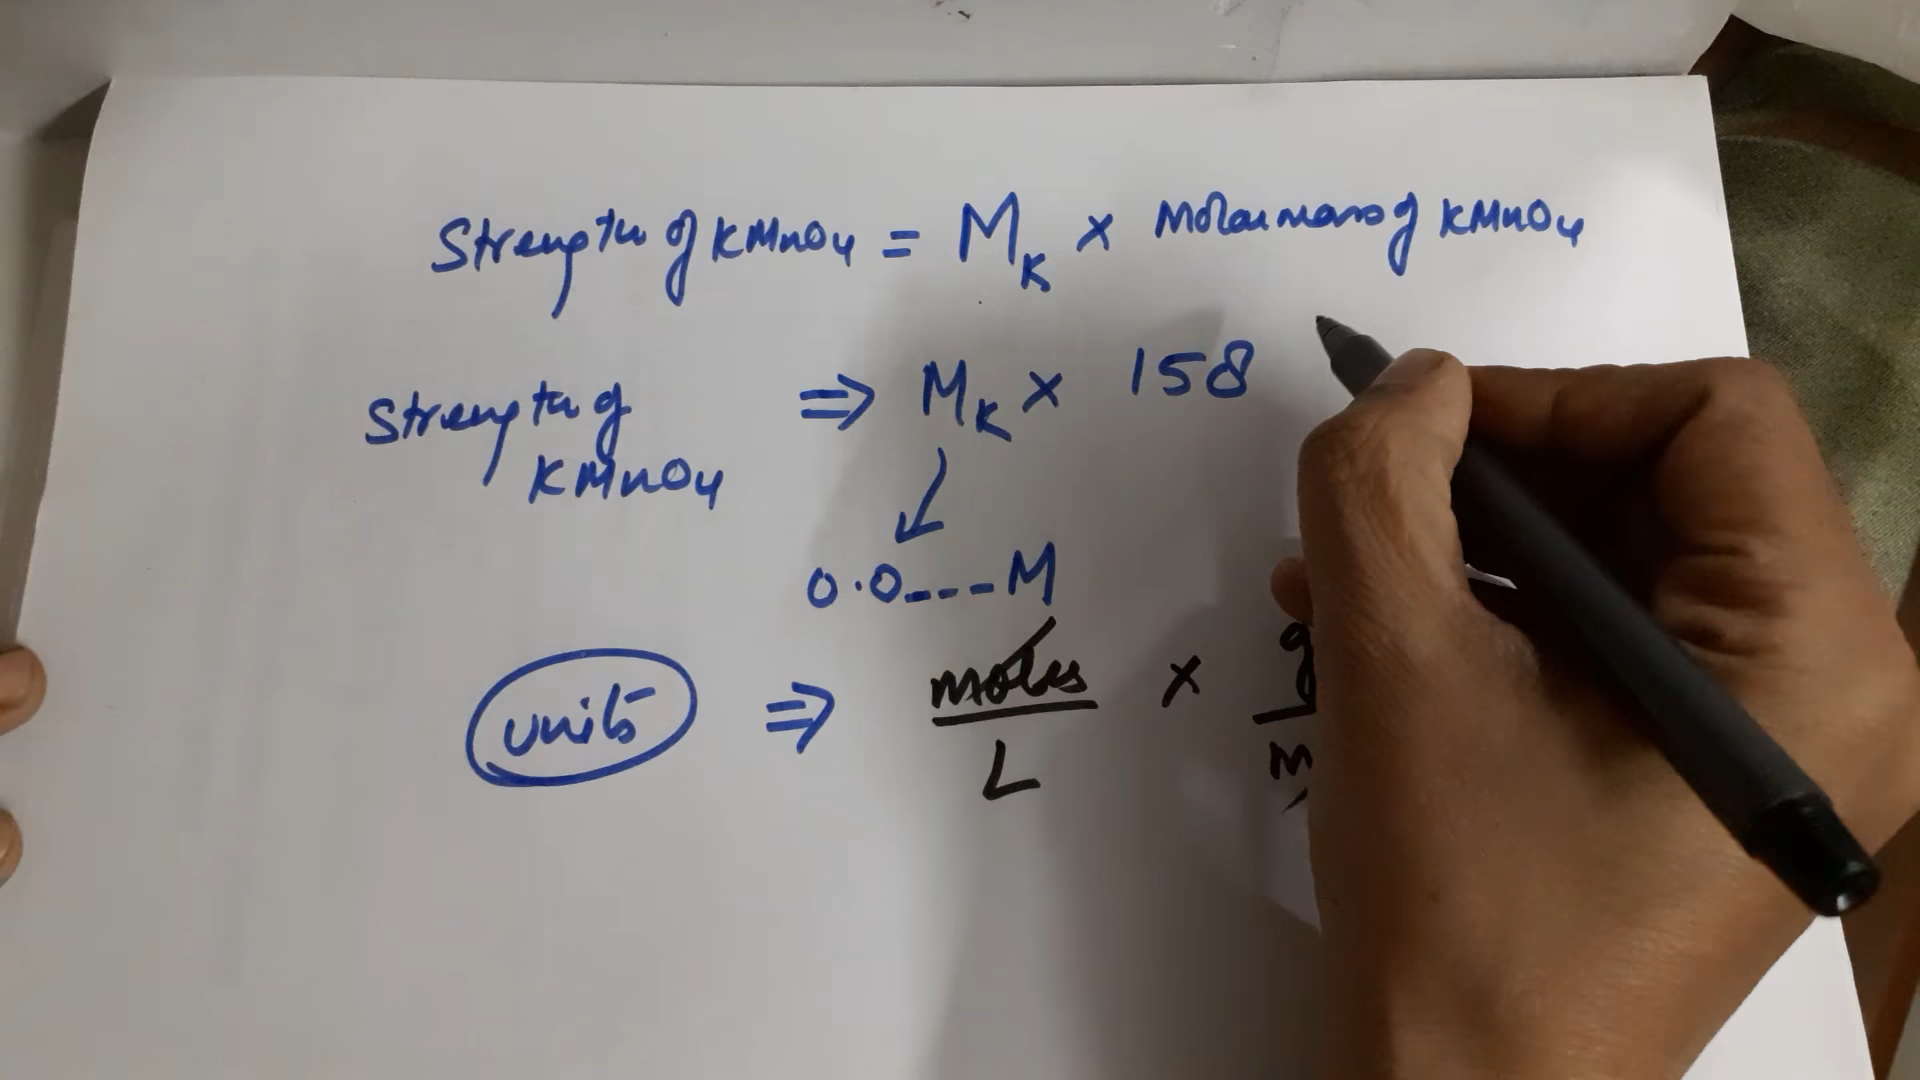 Strength of KMnO4 = MK × Molar mass of KMnO4
Strength of KMnO4 ⇒ MK × 158
↓
0.0---M
units ⇒ moles/L × g/m